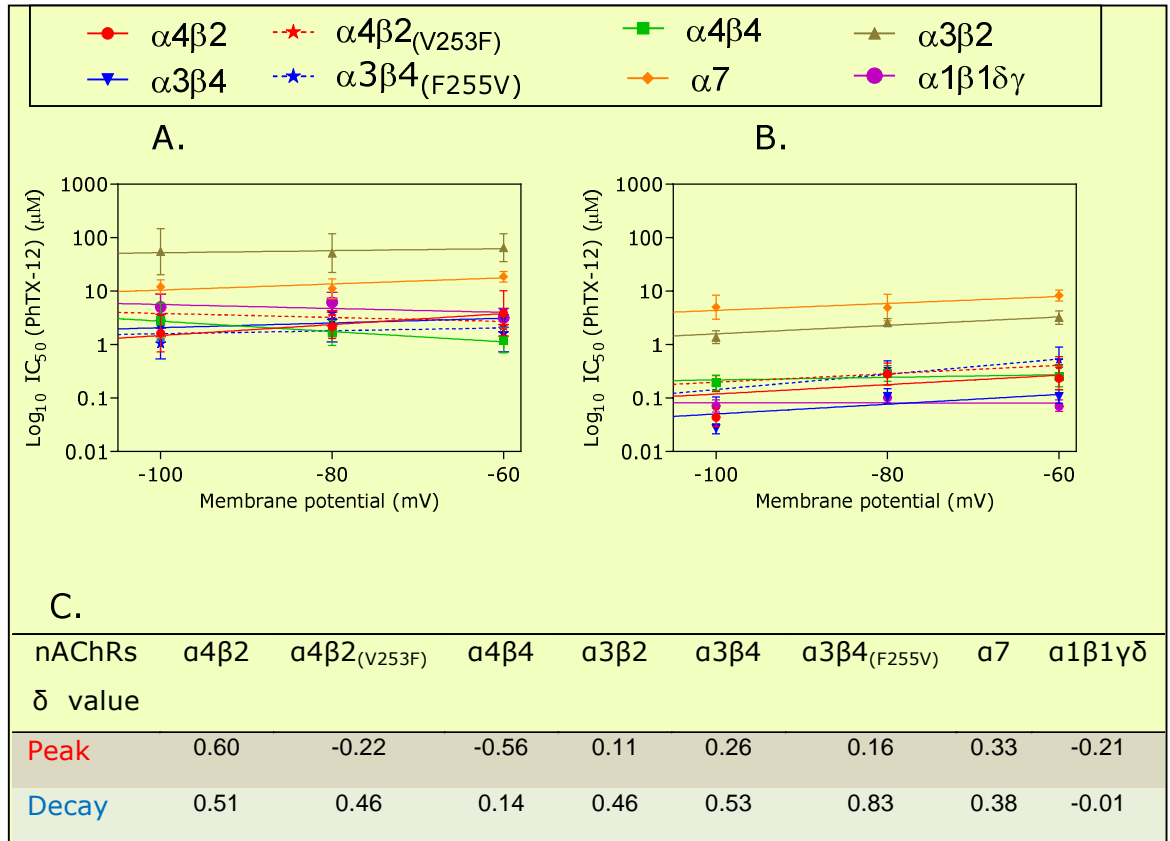 α4β2 α4β2(V253F) α4β4 α3β2
α3β4 α3β4(F255V) α7 α1β1δγ
A.
Log10 IC50 (PhTX-12) (μM)
1000
100
10
1
0.1
0.01
-100 -80 -60
Membrane potential (mV)
B.
Log10 IC50 (PhTX-12) (μM)
1000
100
10
1
0.1
0.01
-100 -80 -60
Membrane potential (mV)
C.
nAChRs α4β2 α4β2(V253F) α4β4 α3β2 α3β4 α3β4(F255V) α7 α1β1γδ
δ value
Peak 0.60 -0.22 -0.56 0.11 0.26 0.16 0.33 -0.21
Decay 0.51 0.46 0.14 0.46 0.53 0.83 0.38 -0.01